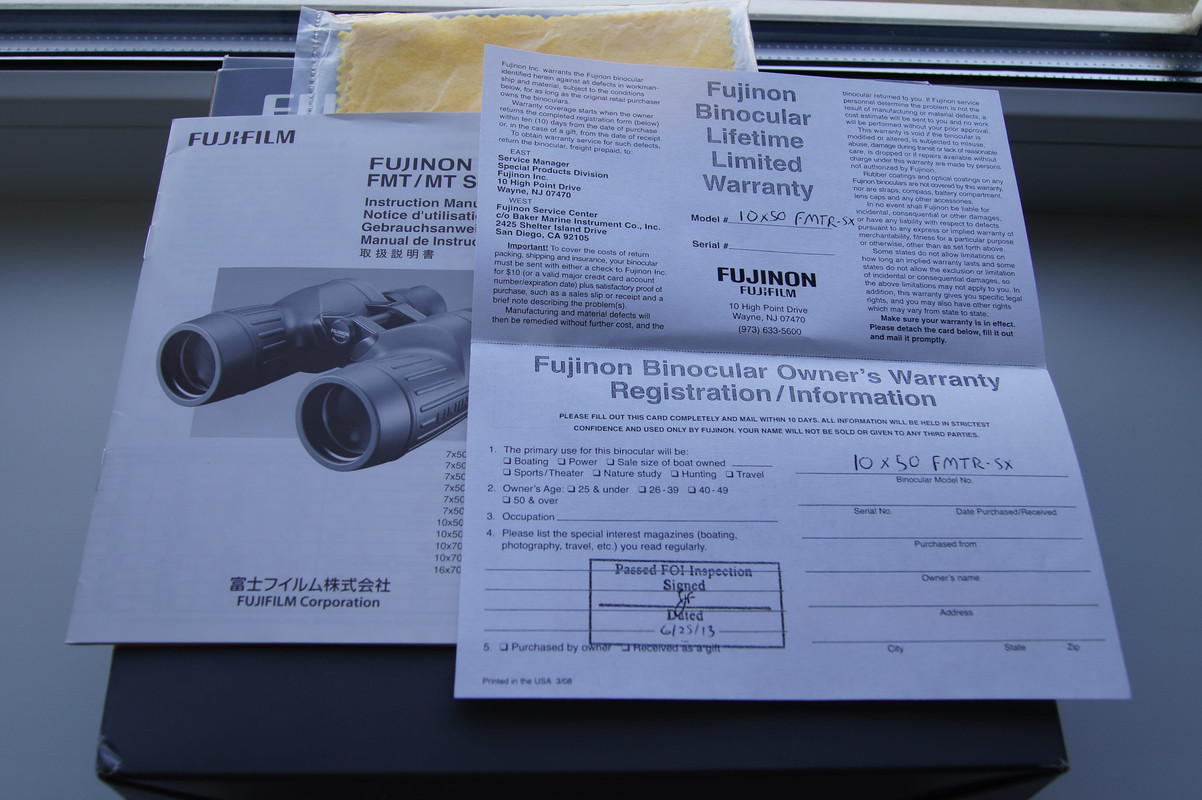 FUJIFILM
FUJINON
FMT/MT S
Instruction Manu
Notice d'utilisati
Gebrauchsanwei
Manual de Instruc
取扱説明書
7x50
7x50
7x50
7x50
7x50
7x50
10x50
10x50
10x70
10x70
16x70
富士フイルム株式会社
FUJIFILM Corporation
Fujinon Inc. warrants the Fujinon binocular
identified herein against all defects in workman-
ship and material, subject to the conditions
below, for as long as the original retail purchaser
owns the binoculars.
Warranty coverage starts when the owner
returns the completed registration form (below)
within ten (10) days from the date of purchase
or, in the case of a gift, from the date of receipt.
To obtain warranty service for such defects,
return the binocular, freight prepaid, to:
EAST
Service Manager
Special Products Division
Fujinon Inc.
10 High Point Drive
Wayne, NJ 07470
WEST
Fujinon Service Center
c/o Baker Marine Instrument Co., Inc.
2425 Shelter Island Drive
San Diego, CA 92105
Important! To cover the costs of return
packing, shipping and insurance, your binocular
must be sent with either a check to Fujinon Inc.
for $10 (or a valid major credit card account
number/expiration date) plus satisfactory proof of
purchase, such as a sales slip or receipt and a
brief note describing the problem(s).
Manufacturing and material defects will
then be remedied without further cost, and the
Fujinon
Binocular
Lifetime
Limited
Warranty
Model # 10x50 FMTR-SX
Serial #
FUJINON
FUJIFILM
10 High Point Drive
Wayne, NJ 07470
(973) 633-5600
binocular returned to you. If Fujinon service
personnel determine the problem is not the
result of manufacturing or material defects, a
cost estimate will be sent to you and no work
will be performed without your prior approval.
This warranty is void if the binocular is
modified or altered, is subjected to misuse,
abuse, damage during transit or lack of reasonable
care, is dropped or if repairs available without
charge under this warranty are made by persons
not authorized by Fujinon.
Rubber coatings and optical coatings on any
Fujinon binoculars are not covered by this warranty,
nor are straps, compass, battery compartment,
lens caps and any other accessories.
In no event shall Fujinon be liable for
incidental, consequential or other damages,
or have any liability with respect to defects
pursuant to any express or implied warranty of
merchantability, fitness for a particular purpose
or otherwise, other than as set forth above.
Some states do not allow limitations on
how long an implied warranty lasts and some
states do not allow the exclusion or limitation
of incidental or consequential damages, so
the above limitations may not apply to you. In
addition, this warranty gives you specific legal
rights, and you may also have other rights
which may vary from state to state.
Make sure your warranty is in effect.
Please detach the card below, fill it out
and mail it promptly.
Fujinon Binocular Owner's Warranty
Registration/Information
PLEASE FILL OUT THIS CARD COMPLETELY AND MAIL WITHIN 10 DAYS. ALL INFORMATION WILL BE HELD IN STRICTEST
CONFIDENCE AND USED ONLY BY FUJINON. YOUR NAME WILL NOT BE SOLD OR GIVEN TO ANY THIRD PARTIES.
1. The primary use for this binocular will be:
❏ Boating ❏ Power ❏ Sale size of boat owned
❏ Sports/Theater ❏ Nature study ❏ Hunting ❏ Travel
2. Owner's Age: ❏ 25 & under ❏ 26-39 ❏ 40-49
❏ 50 & over
3. Occupation
4. Please list the special interest magazines (boating,
photography, travel, etc.) you read regularly.
Passed FOI Inspection
Signed
Dated
6/25/13
5. ❏ Purchased by owner ❏ Received as a gift
Printed in the USA 3/08
10x50 FMTR-SX
Binocular Model No.
Serial No. Date Purchased/Received
Purchased from
Owner's name
Address
City State Zip